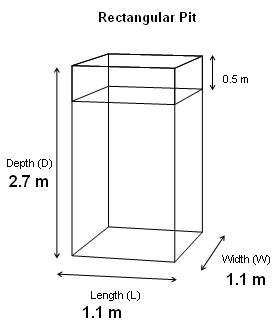 Rectangular Pit
0.5 m
Depth (D)
2.7 m
Width (W)
1.1 m
Length (L)
1.1 m